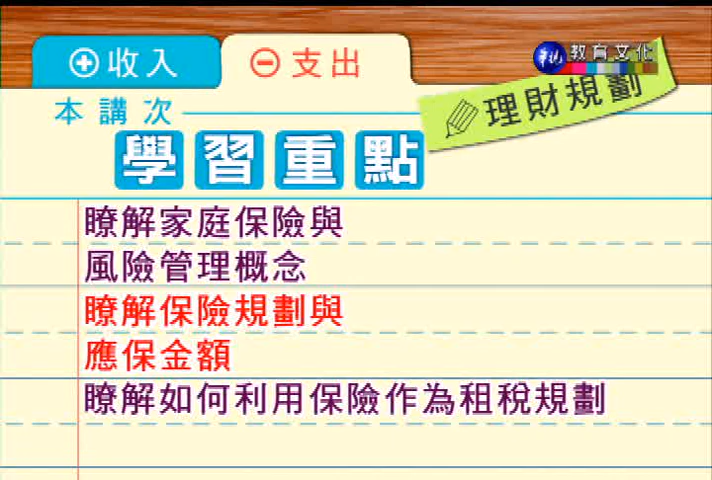 ⊕收入
⊖支出
華視 教育文化
理財規劃
本講次
學習重點
瞭解家庭保險與
風險管理概念
瞭解保險規劃與
應保金額
瞭解如何利用保險作為租稅規劃